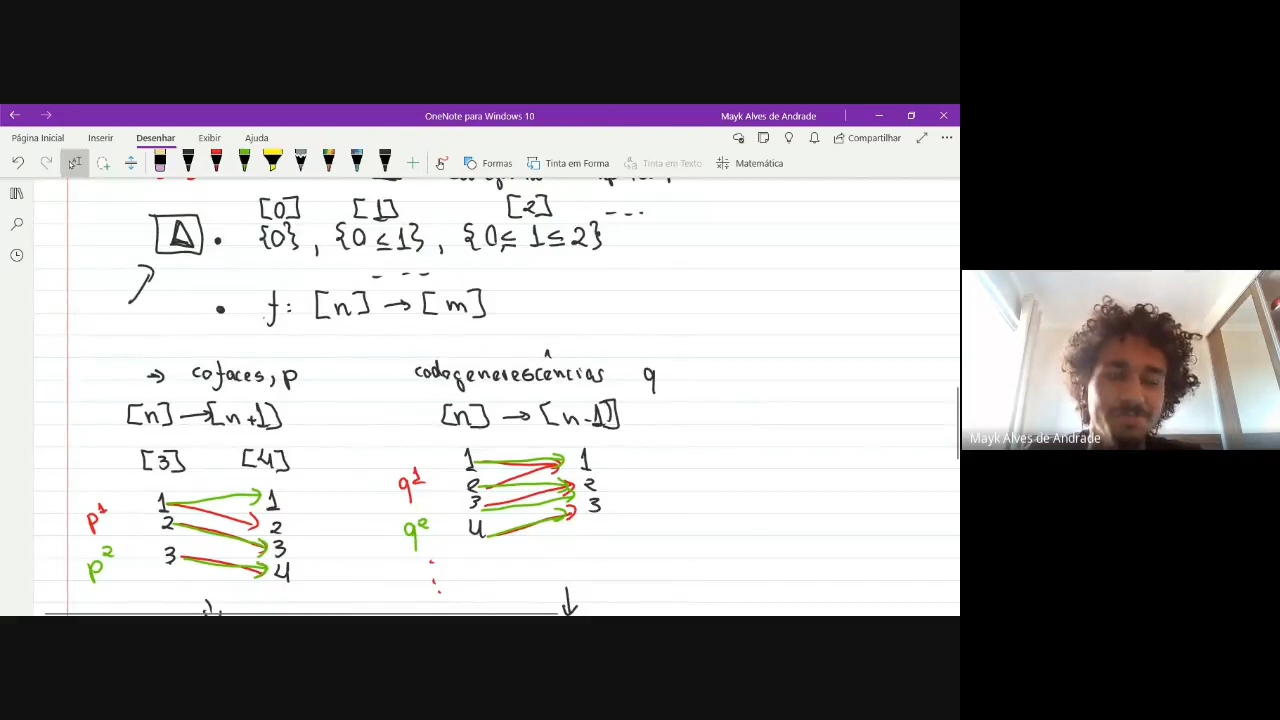 OneNote para Windows 10
Mayk Alves de Andrade
Página Inicial Inserir Desenhar Exibir Ajuda
Compartilhar
Formas Tinta em Forma Tinta em Texto Matemática
[0] [1] [2] ...
Δ • {0}, {0 ≤ 1}, {0 ≤ 1 ≤ 2}
- - - -
• f: [n] → [m]
→ cofaces, p codegenerescências q
[n] → [n+1] [n] → [n-1]
[3] [4]
1 1
2 2
3 3
4
p1
p2
1 1
2 2
3 3
4
q1
q2
⋮
Mayk Alves de Andrade